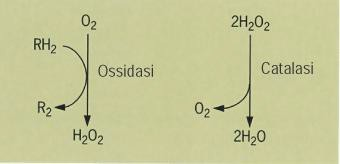 O₂
RH₂
Ossidasi
R₂
H₂O₂
2H₂O₂
Catalasi
O₂
2H₂O